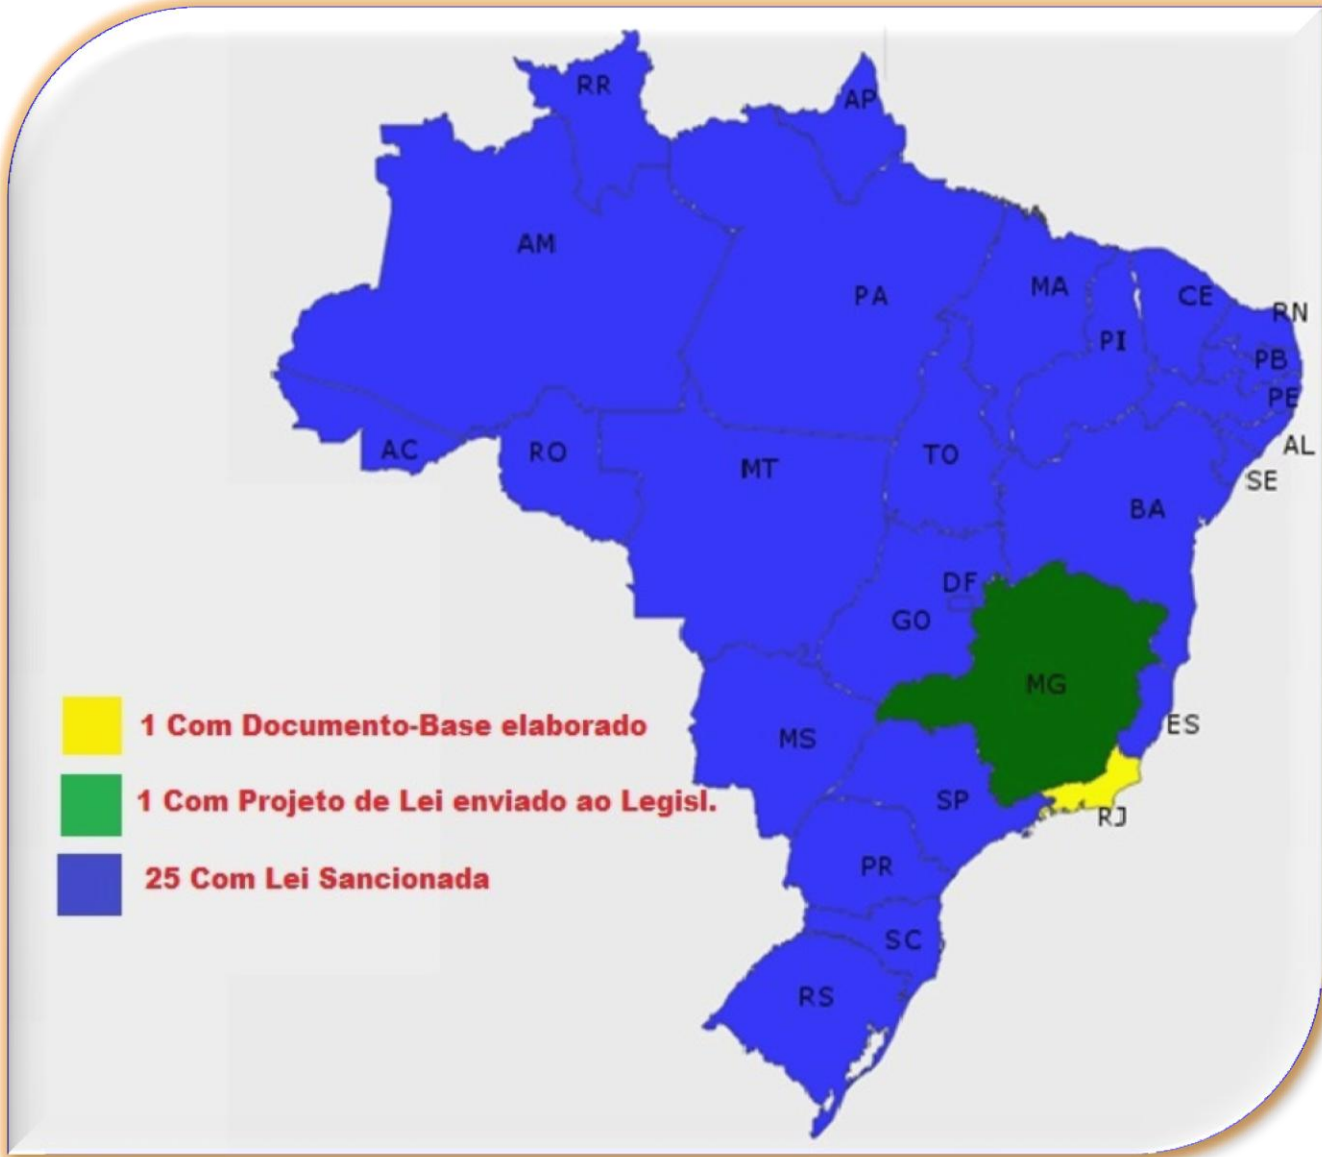 RR
AP
AM
PA
MA
CE
RN
PI
PB
PE
AC
RO
MT
TO
AL
SE
BA
DF
GO
MG
1 Com Documento-Base elaborado
MS
ES
1 Com Projeto de Lei enviado ao Legisl.
SP
RJ
25 Com Lei Sancionada
PR
SC
RS